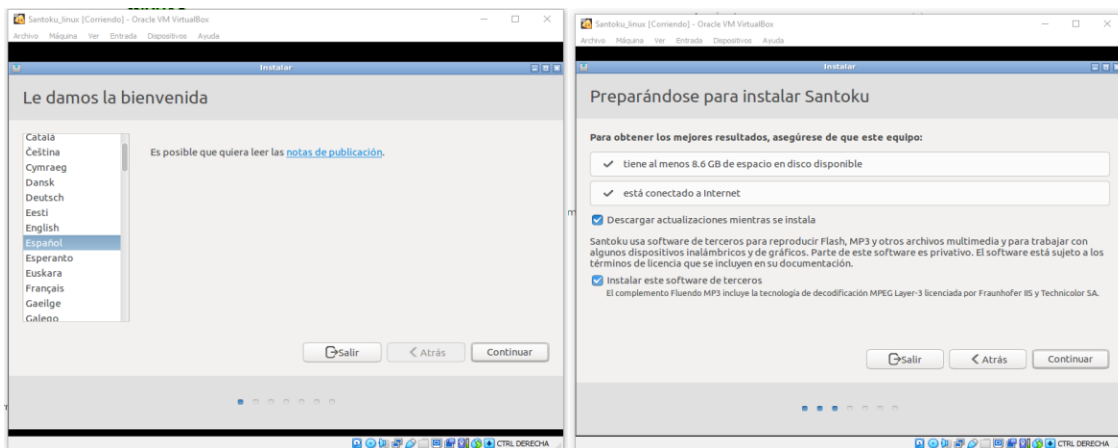 Santoku_linux [Corriendo] - Oracle VM VirtualBox
Archivo Máquina Ver Entrada Dispositivos Ayuda
Instalar
Le damos la bienvenida
Català
Čeština
Cymraeg
Dansk
Deutsch
Eesti
English
Español
Esperanto
Euskara
Français
Gaeilge
Galego
Es posible que quiera leer las notas de publicación.
Salir Atrás Continuar
CTRL DERECHA
Santoku_linux [Corriendo] - Oracle VM VirtualBox
Archivo Máquina Ver Entrada Dispositivos Ayuda
Instalar
Preparándose para instalar Santoku
Para obtener los mejores resultados, asegúrese de que este equipo:
tiene al menos 8.6 GB de espacio en disco disponible
está conectado a Internet
Descargar actualizaciones mientras se instala
Santoku usa software de terceros para reproducir Flash, MP3 y otros archivos multimedia y para trabajar con
algunos dispositivos inalámbricos y de gráficos. Parte de este software es privativo. El software está sujeto a los
términos de licencia que se incluyen en su documentación.
Instalar este software de terceros
El complemento Fluendo MP3 incluye la tecnología de decodificación MPEG Layer-3 licenciada por Fraunhofer IIS y Technicolor SA.
Salir Atrás Continuar
CTRL DERECHA